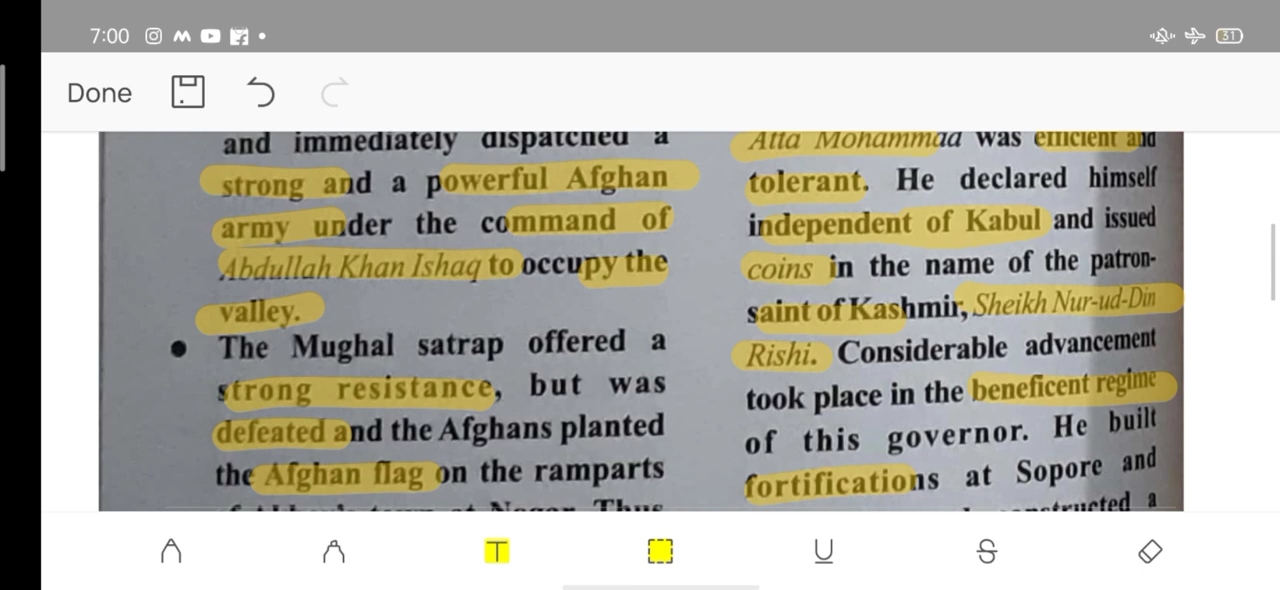 7:00
31
Done
and immediately dispatched a
strong and a powerful Afghan
army under the command of
Abdullah Khan Ishaq to occupy the
valley.
● The Mughal satrap offered a
strong resistance, but was
defeated and the Afghans planted
the Afghan flag on the ramparts
Thus
Atta Mohammad was efficient and
tolerant. He declared himself
independent of Kabul and issued
coins in the name of the patron-
saint of Kashmir, Sheikh Nur-ud-Din
Rishi. Considerable advancement
took place in the beneficent regime
of this governor. He built
fortifications at Sopore and
a